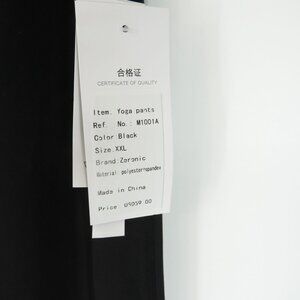 合格证
CERTIFICATE OF QUALITY
Item: Yoga pants
Ref. No.: M1001A
Color:Black
Size:XXL
Brand:Zoronic
Material: polyester+spandex
Made in China
Price: